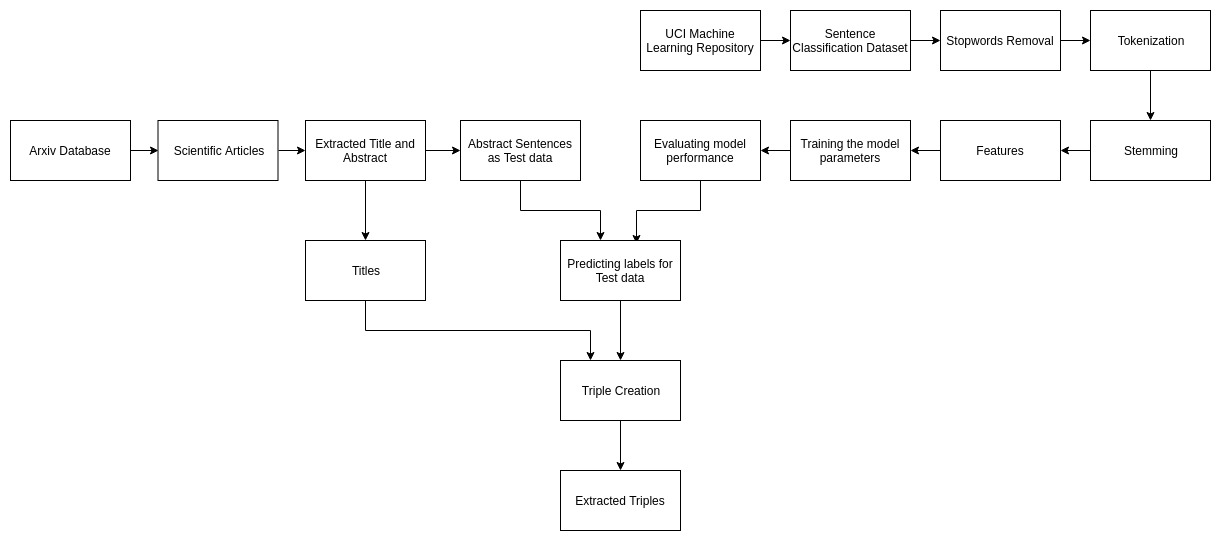 UCI Machine
Learning Repository
Sentence
Classification Dataset
Stopwords Removal
Tokenization
Arxiv Database
Scientific Articles
Extracted Title and
Abstract
Abstract Sentences
as Test data
Evaluating model
performance
Training the model
parameters
Features
Stemming
Titles
Predicting labels for
Test data
Triple Creation
Extracted Triples